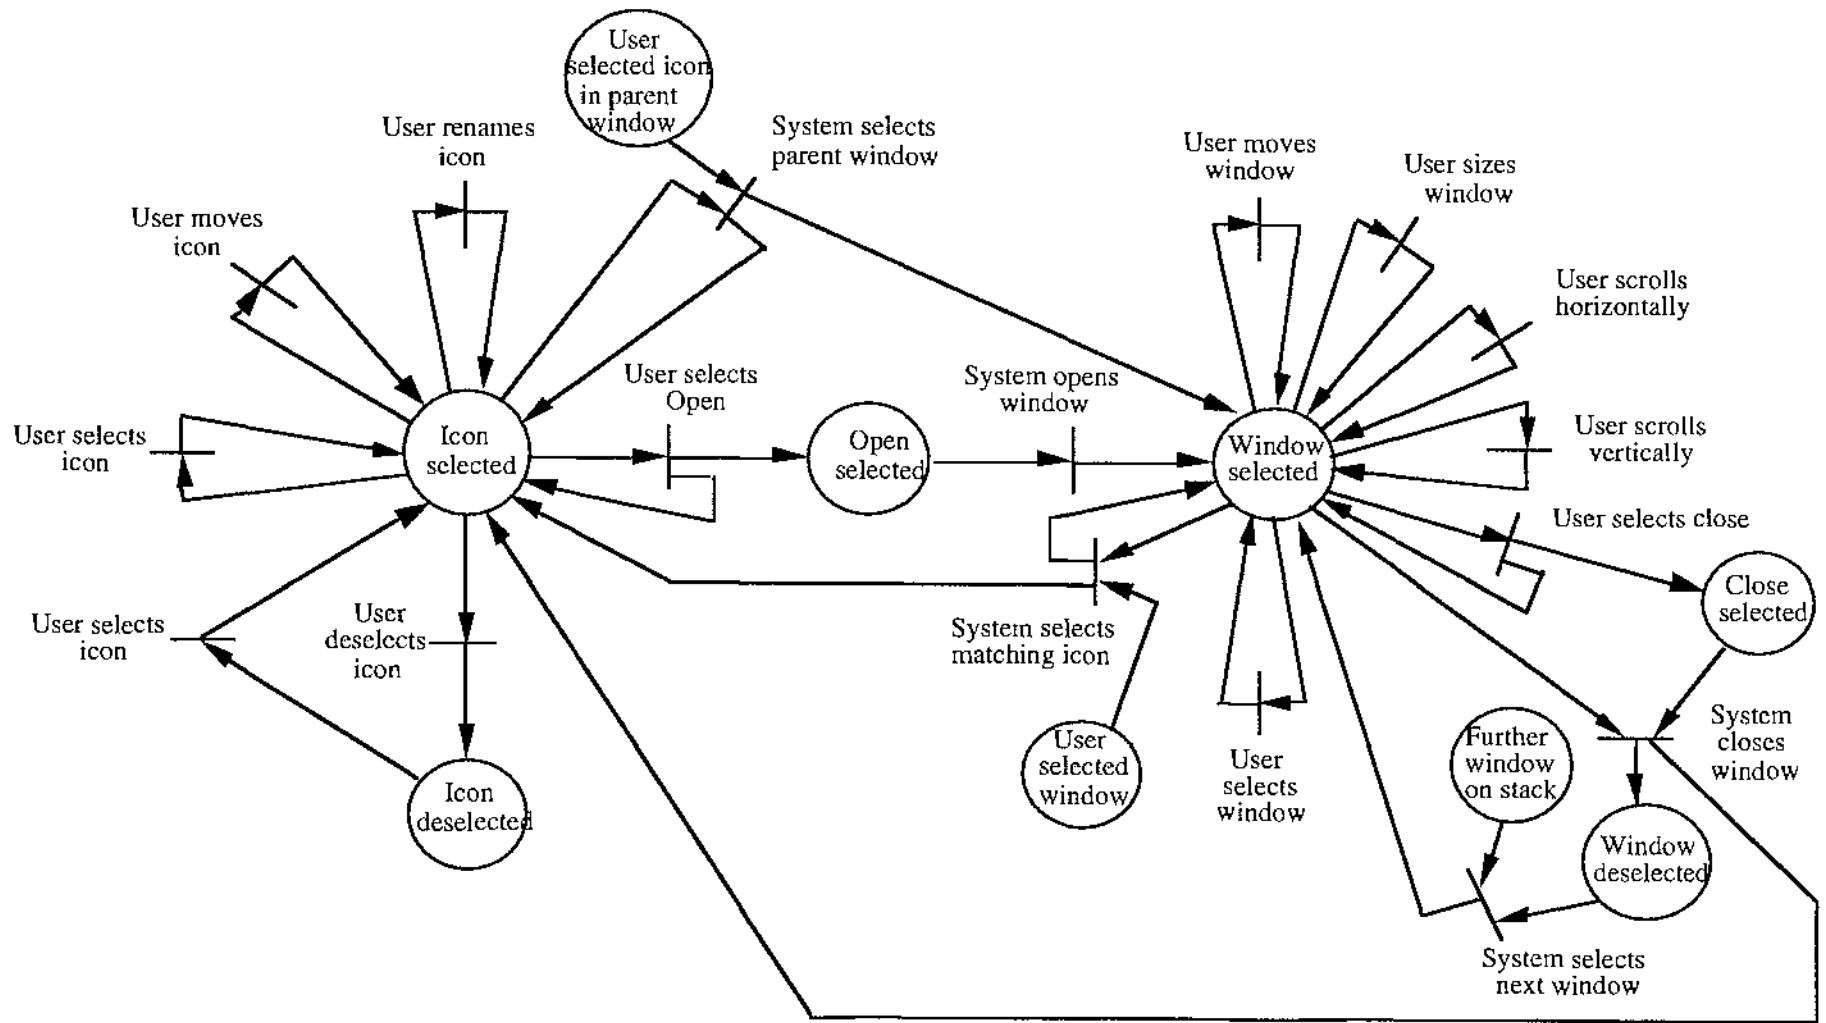 User
selected icon
in parent
window
User renames
icon
System selects
parent window
User moves
window
User sizes
window
User moves
icon
User scrolls
horizontally
User selects
Open
System opens
window
User selects
icon
Icon
selected
Open
selected
Window
selected
User scrolls
vertically
User selects close
Close
selected
User selects
icon
User
deselects
icon
System selects
matching icon
User
selected
window
User
selects
window
Further
window
on stack
System
closes
window
Icon
deselected
Window
deselected
System selects
next window